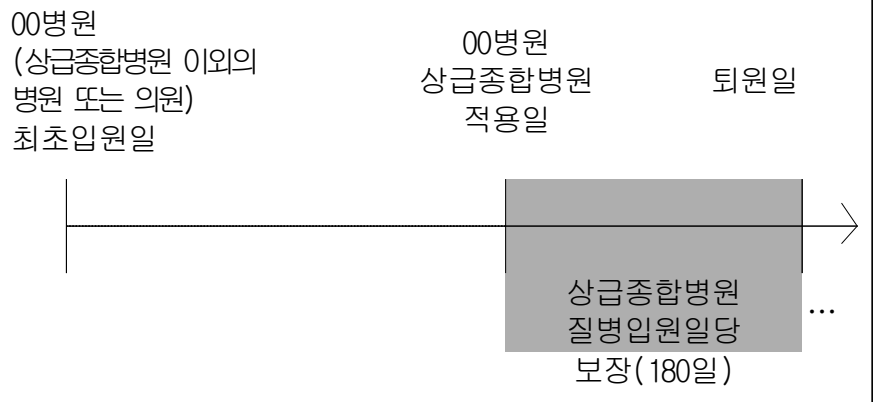 00병원
(상급종합병원 이외의
병원 또는 의원)
최초입원일
00병원
상급종합병원
적용일
퇴원일
상급종합병원
질병입원일당
보장(180일)
...